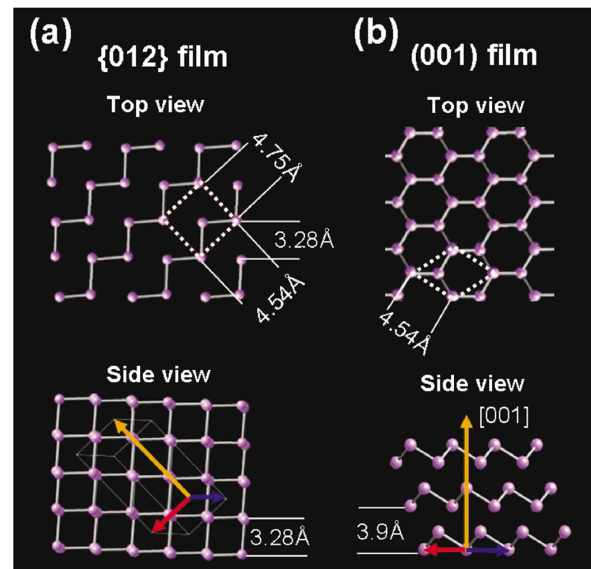 (a)
{012} film
Top view
4.75Å
3.28Å
4.54Å
Side view
3.28Å
(b)
(001) film
Top view
4.54Å
Side view
[001]
3.9Å